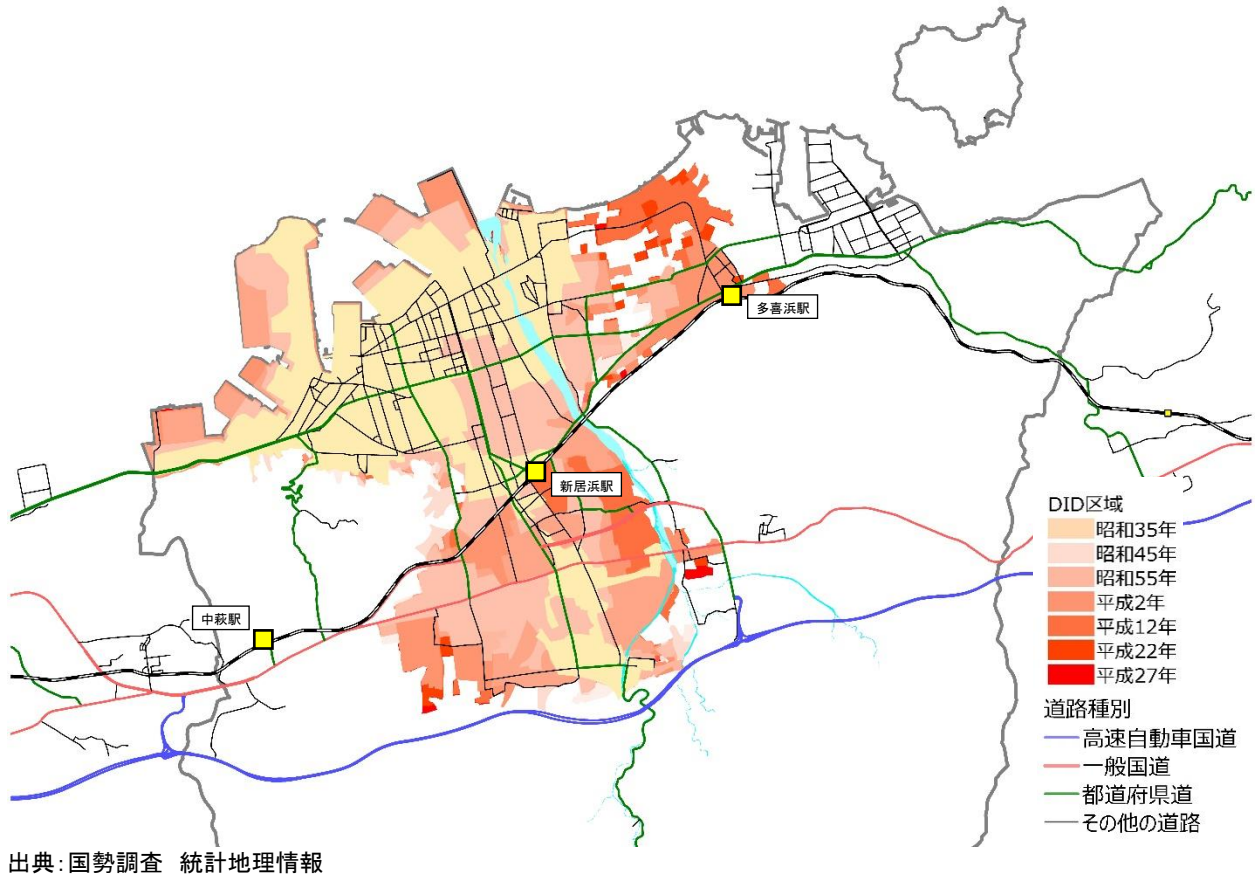 多喜浜駅
新居浜駅
中萩駅
DID区域
昭和35年
昭和45年
昭和55年
平成2年
平成12年
平成22年
平成27年
道路種別
高速自動車国道
一般国道
都道府県道
その他の道路
出典:国勢調査 統計地理情報